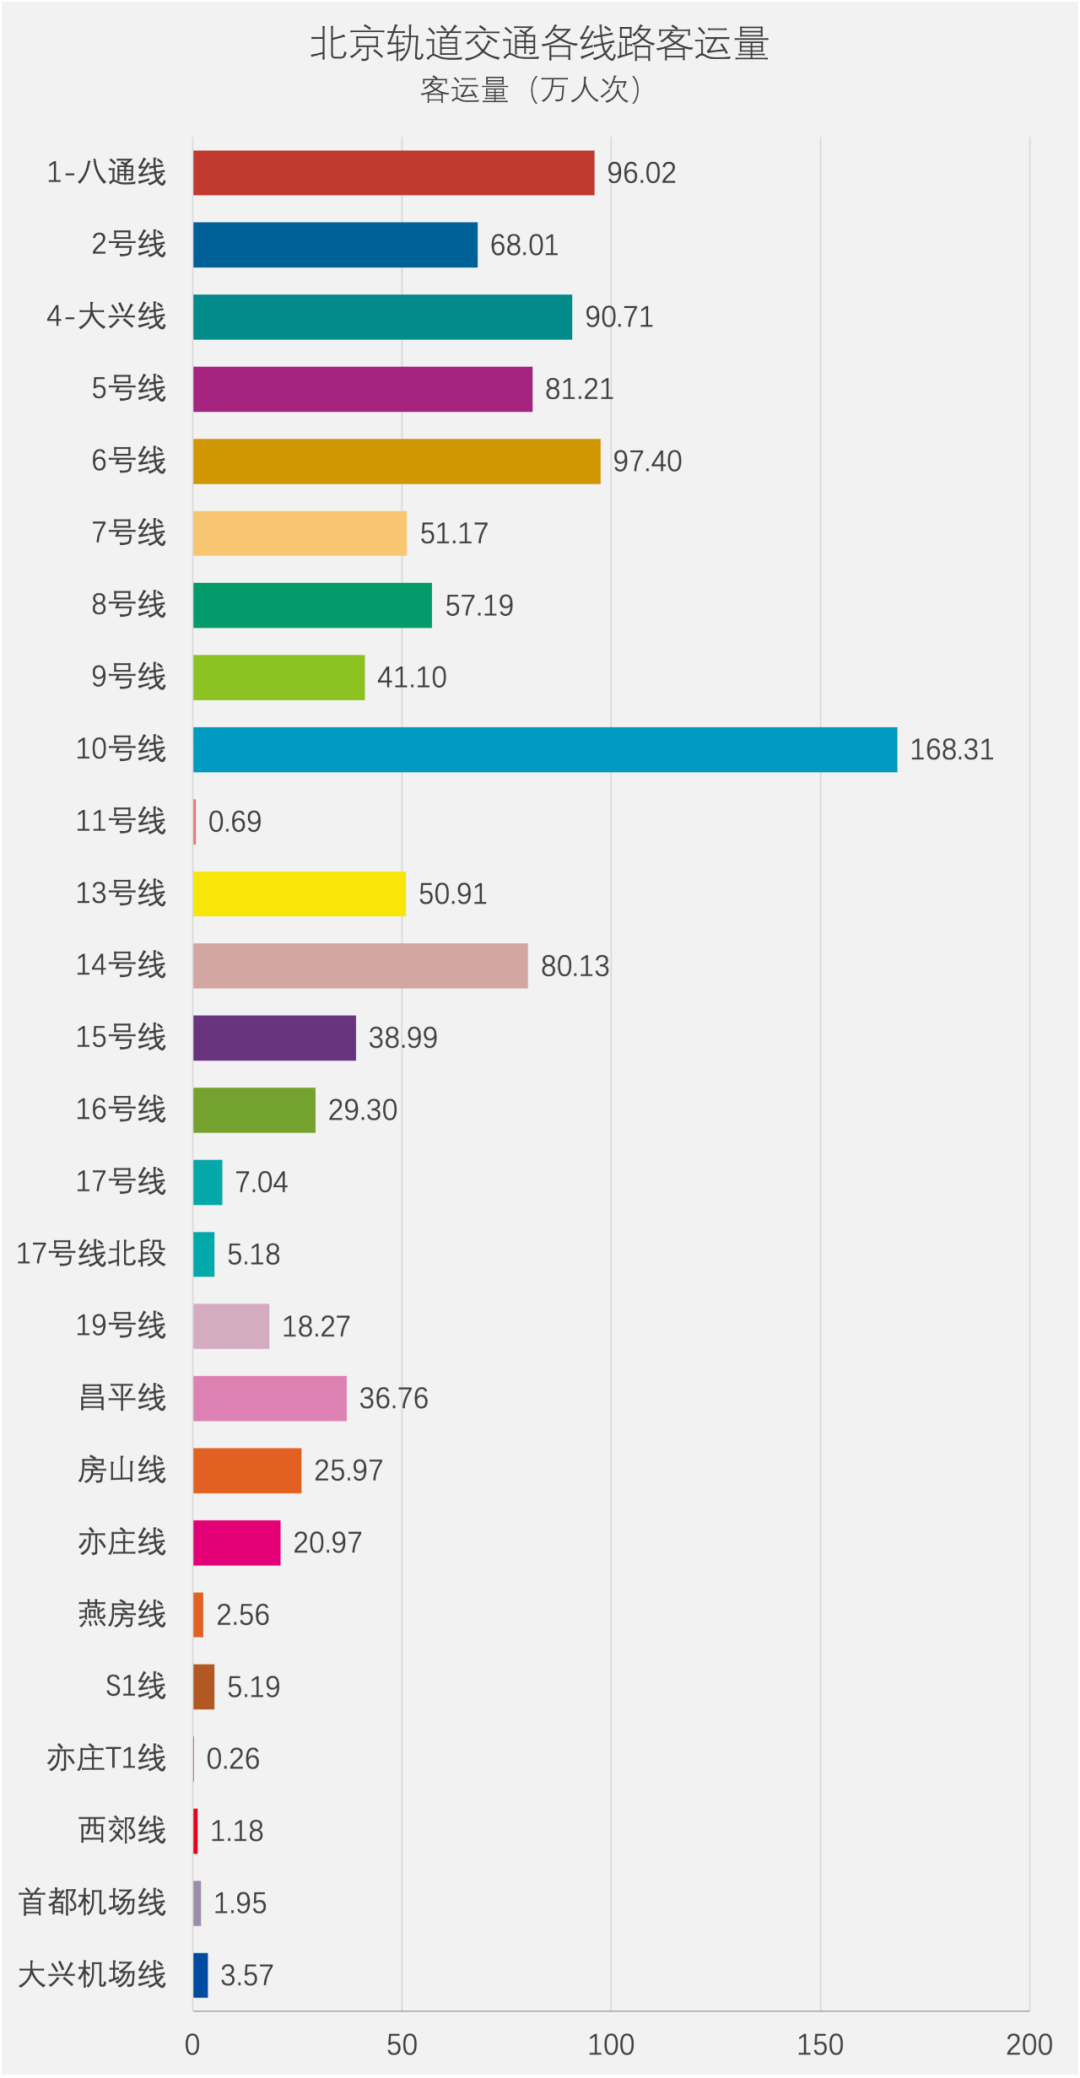 北京轨道交通各线路客运量
客运量（万人次）
1-八通线 96.02
2号线 68.01
4-大兴线 90.71
5号线 81.21
6号线 97.40
7号线 51.17
8号线 57.19
9号线 41.10
10号线 168.31
11号线 0.69
13号线 50.91
14号线 80.13
15号线 38.99
16号线 29.30
17号线 7.04
17号线北段 5.18
19号线 18.27
昌平线 36.76
房山线 25.97
亦庄线 20.97
燕房线 2.56
S1线 5.19
亦庄T1线 0.26
西郊线 1.18
首都机场线 1.95
大兴机场线 3.57
0 50 100 150 200